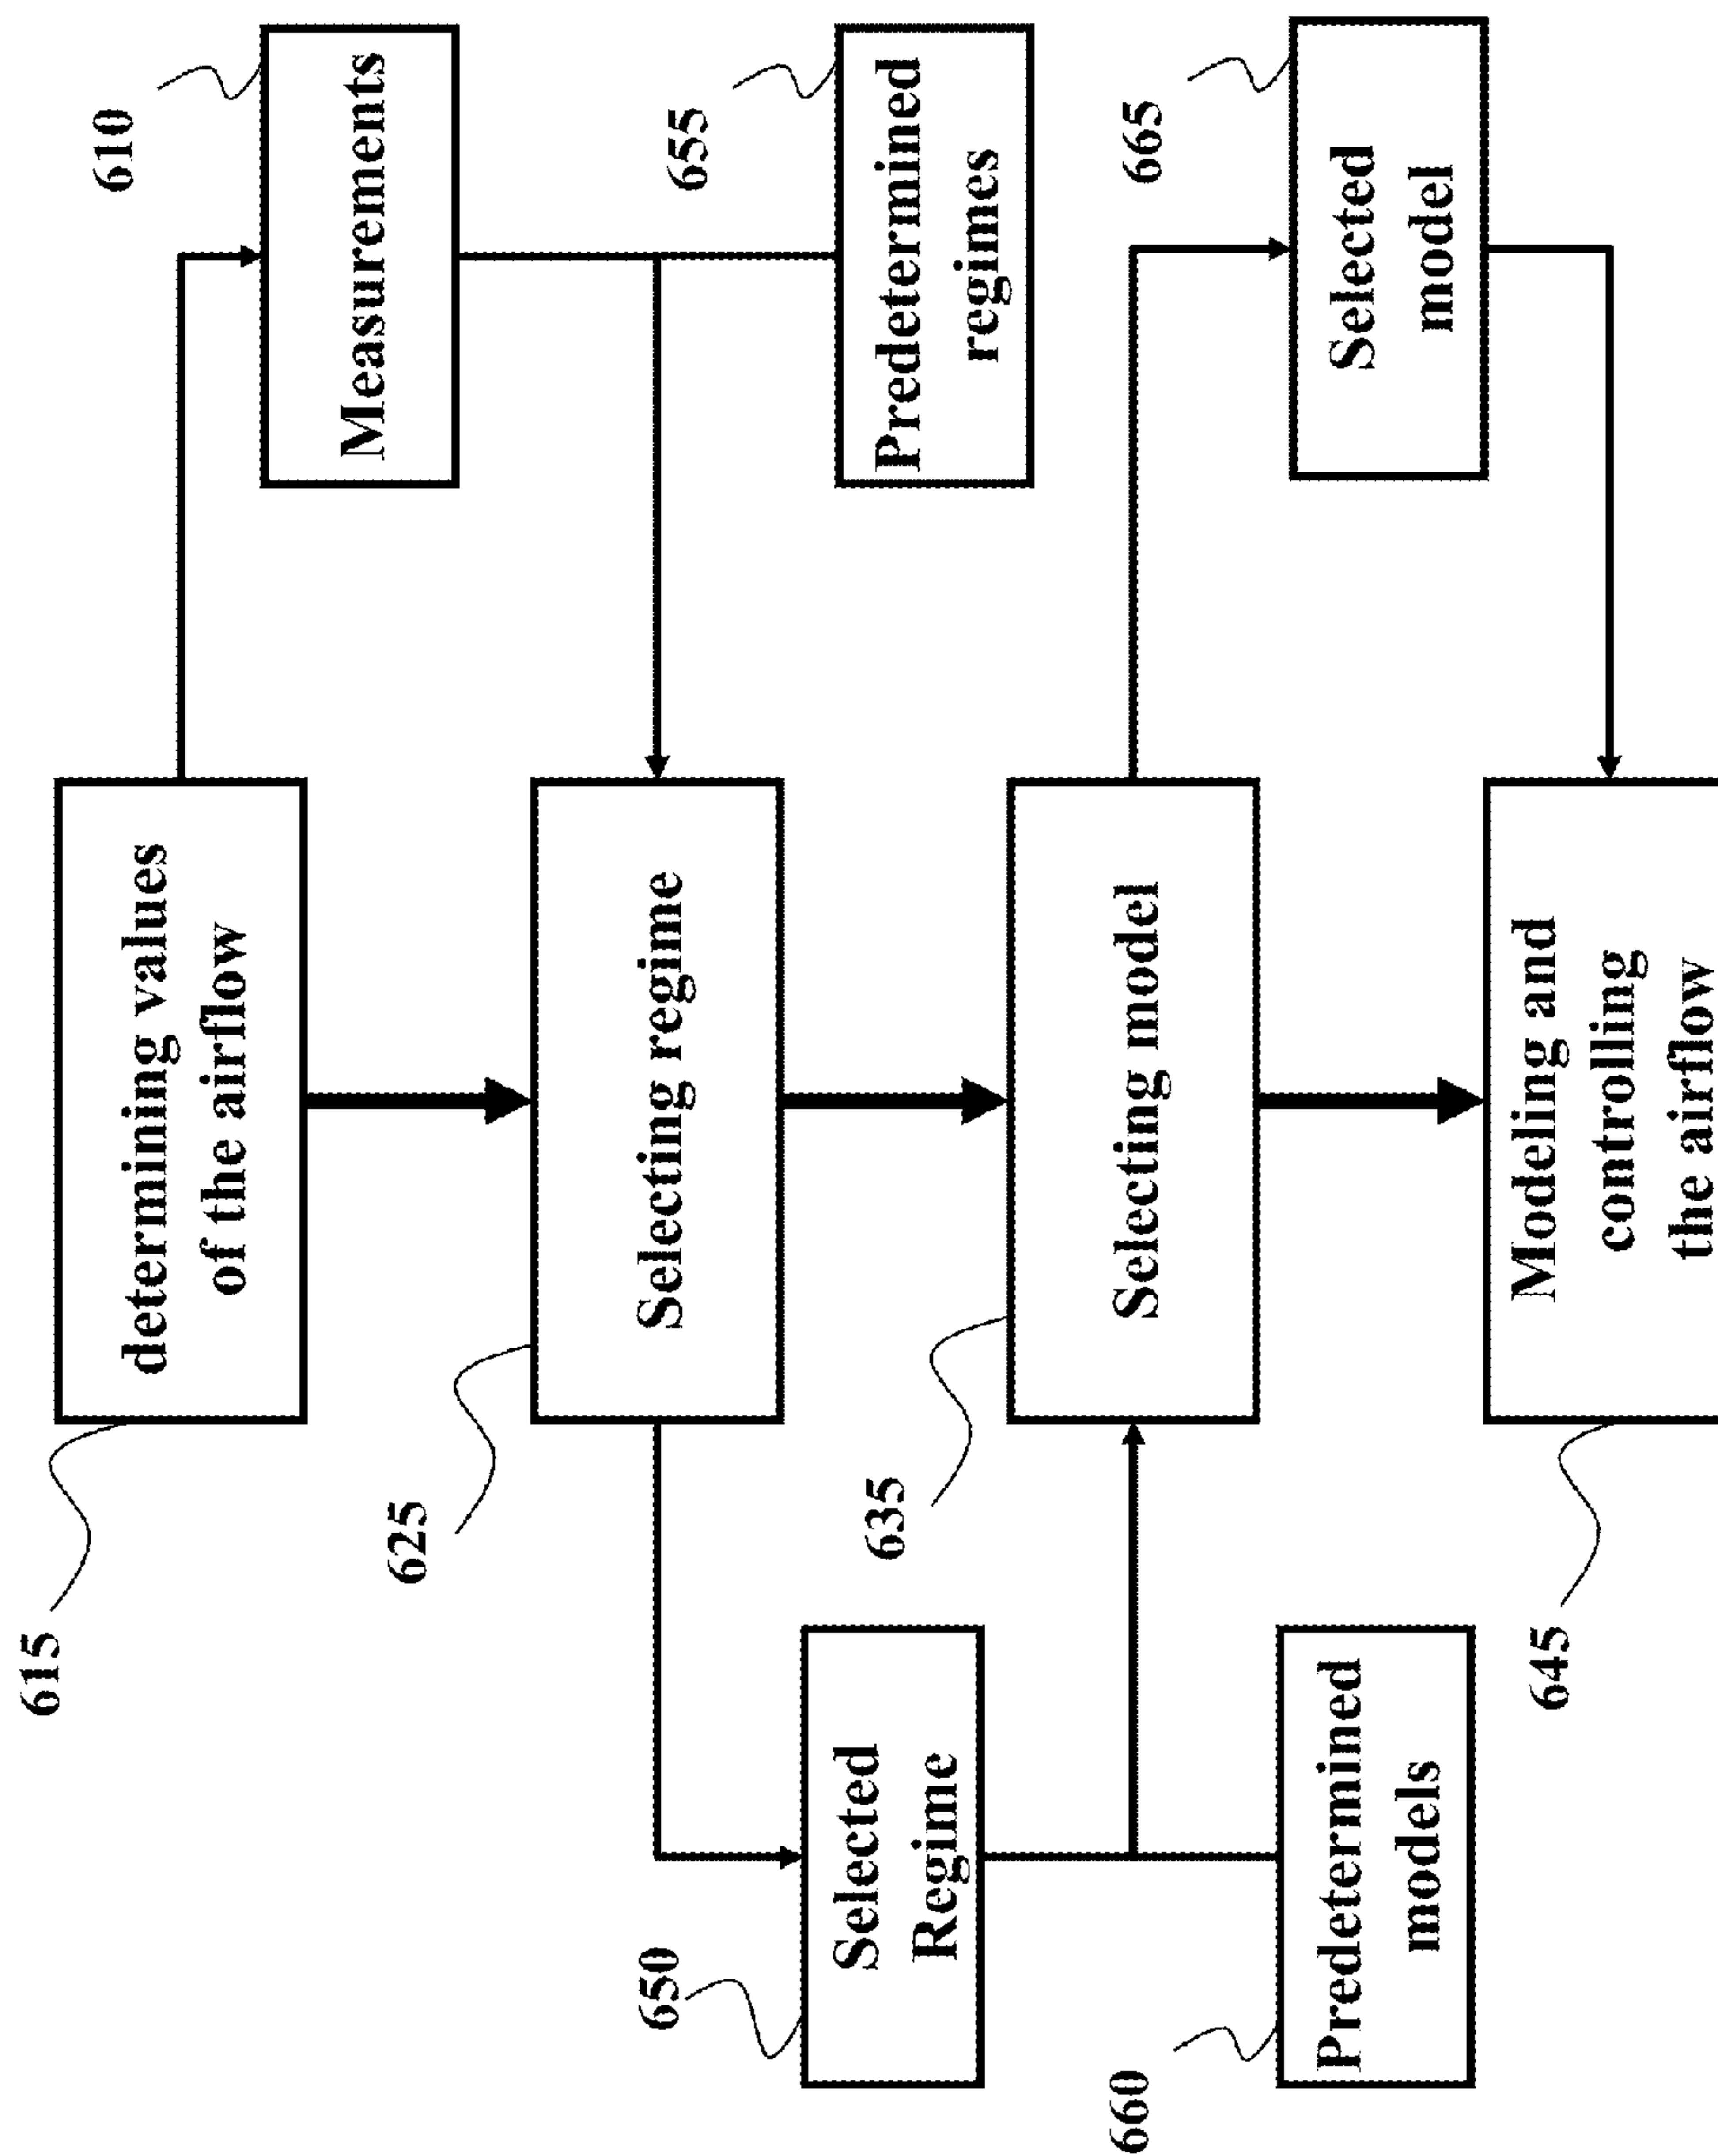 615
determining values
of the airflow
610
Measurements
625
Selecting regime
655
Predetermined
regimes
650
Selected
Regime
635
Selecting model
665
Selected
model
660
Predetermined
models
645
Modeling and
controlling
the airflow